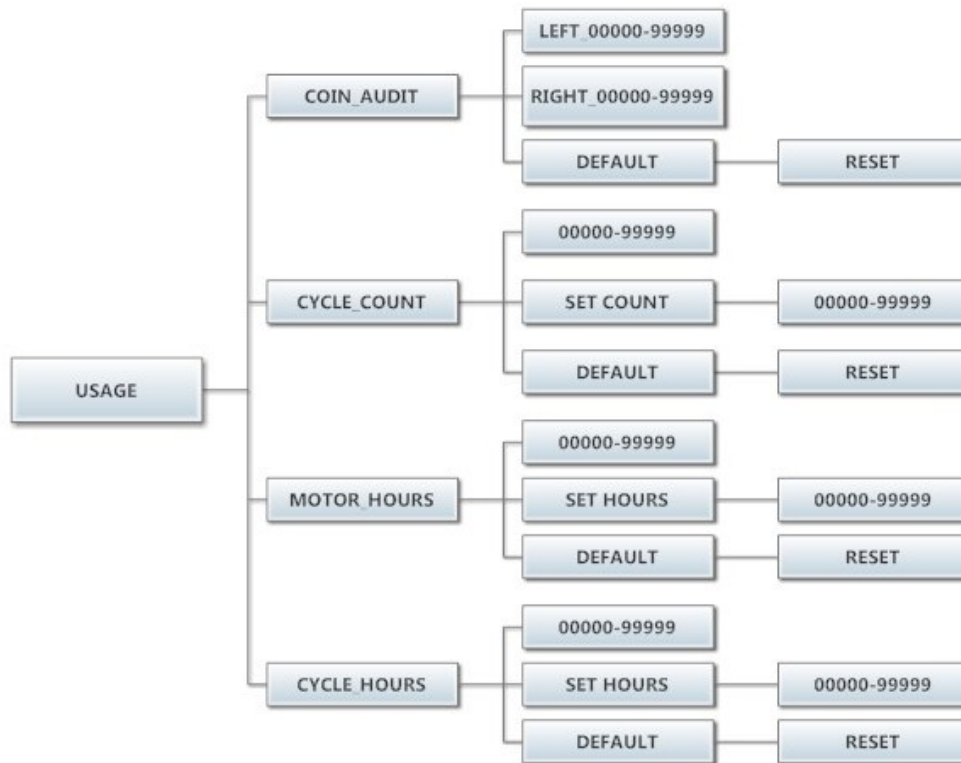 USAGE
COIN_AUDIT
LEFT_00000-99999
RIGHT_00000-99999
DEFAULT
RESET
CYCLE_COUNT
00000-99999
SET COUNT
00000-99999
DEFAULT
RESET
MOTOR_HOURS
00000-99999
SET HOURS
00000-99999
DEFAULT
RESET
CYCLE_HOURS
00000-99999
SET HOURS
00000-99999
DEFAULT
RESET